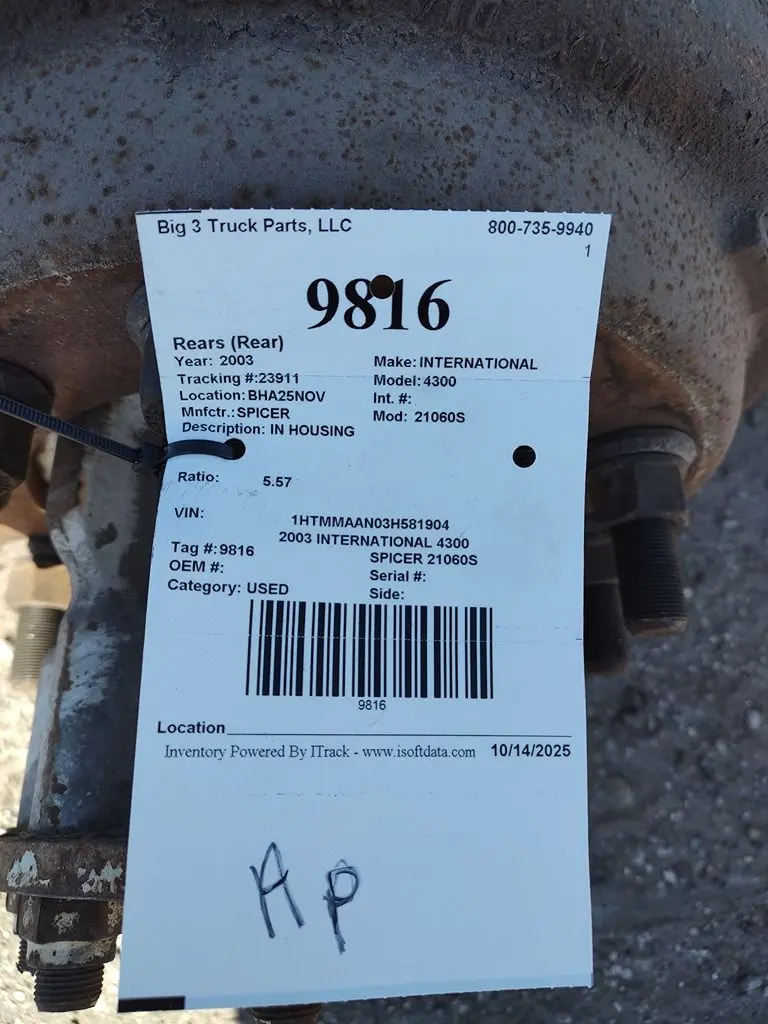 Big 3 Truck Parts, LLC 800-735-9940
1
9816
Rears (Rear)
Year: 2003 Make: INTERNATIONAL
Tracking #:23911 Model: 4300
Location: BHA25NOV Int. #:
Mnfctr.: SPICER Mod: 21060S
Description: IN HOUSING
Ratio: 5.57
VIN: 1HTMMAAN03H581904
2003 INTERNATIONAL 4300
Tag #: 9816 SPICER 21060S
OEM #: Serial #:
Category: USED Side:
9816
Location
Inventory Powered By ITrack - www.isoftdata.com 10/14/2025
AP